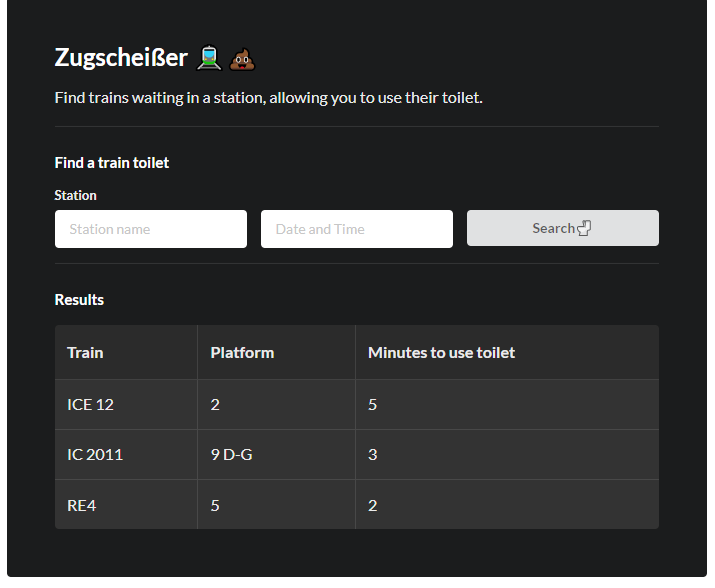 Zugscheißer 🚆 💩
Find trains waiting in a station, allowing you to use their toilet.
Find a train toilet
Station
Station name
Date and Time
Search🚽
Results
Train Platform Minutes to use toilet
ICE 12 2 5
IC 2011 9 D-G 3
RE4 5 2